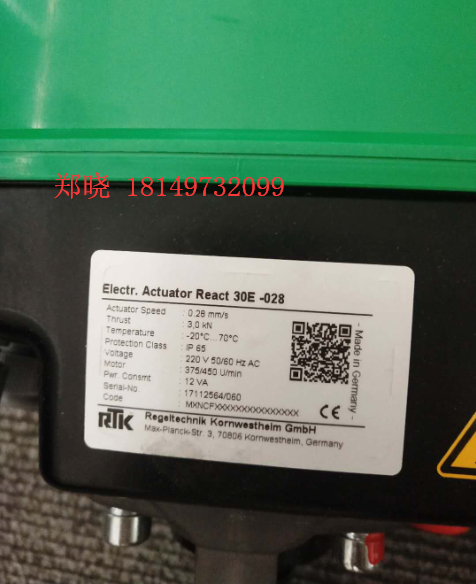 郑晓 18149732099
Electr. Actuator React 30E -028
Actuator Speed : 0.28 mm/s
Thrust : 3,0 kN
Temperature : -20°C...70°C
Protection Class : IP 65
Voltage : 220 V 50/60 Hz AC
Motor : 375/450 U/min
Pwr. Consmt : 12 VA
Serial-No : 17112564/060
Code : MXNCFXXXXXXXXXXXXXXXX
- Made in Germany -
CE
RTK
Regeltechnik Kornwestheim GmbH
Max-Planck-Str. 3, 70806 Kornwestheim, Germany